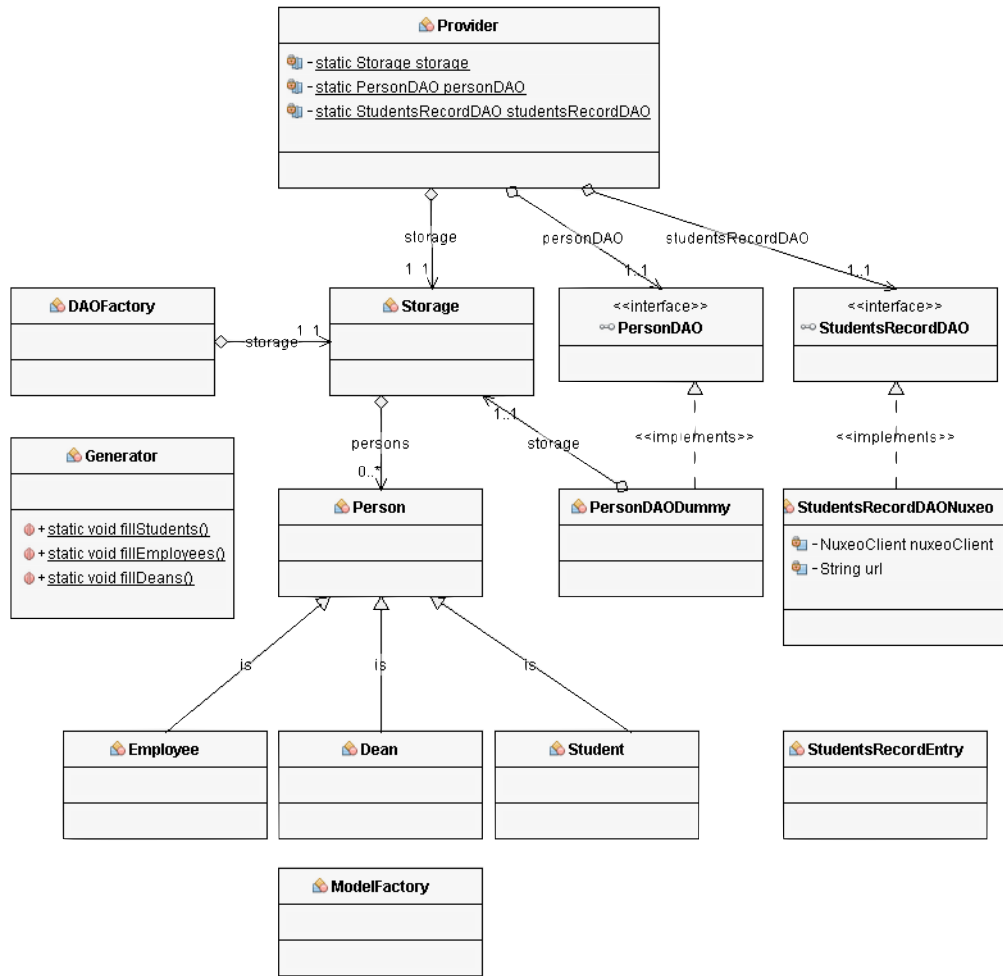 Provider
- static Storage storage
- static PersonDAO personDAO
- static StudentsRecordDAO studentsRecordDAO
storage
personDAO
studentsRecordDAO
1 1
1..1
1..1
DAOFactory
Storage
<<interface>>
PersonDAO
<<interface>>
StudentsRecordDAO
storage
1 1
persons
0..*
1..1
storage
<<implements>>
<<implements>>
Generator
+ static void fillStudents()
+ static void fillEmployees()
+ static void fillDeans()
Person
PersonDAODummy
StudentsRecordDAONuxeo
- NuxeoClient nuxeoClient
- String url
is
is
is
Employee
Dean
Student
StudentsRecordEntry
ModelFactory